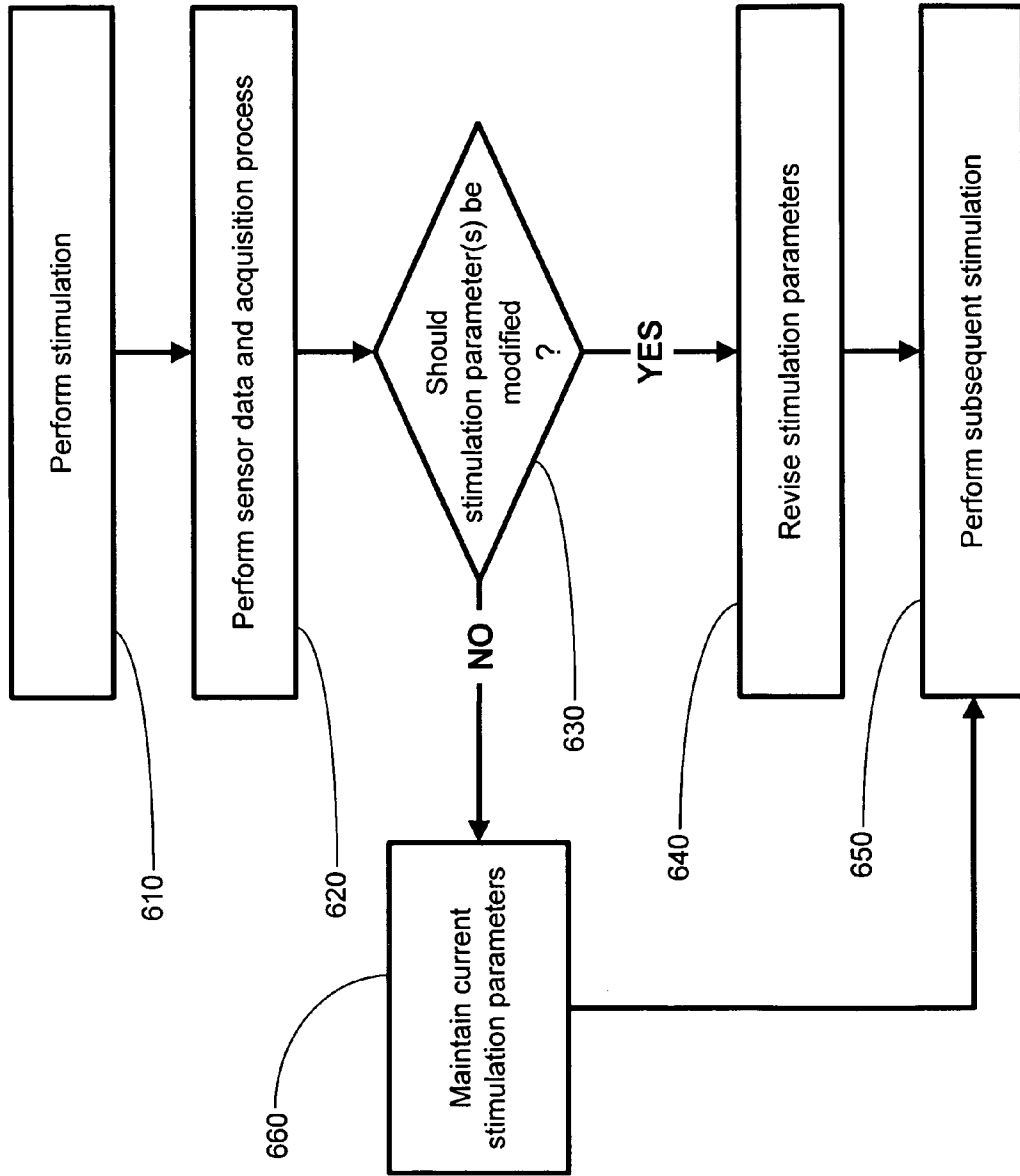 Perform stimulation
610
Perform sensor data and acquisition process
620
Should
stimulation parameter(s) be
modified
?
630
NO
YES
Maintain current
stimulation parameters
660
Revise stimulation parameters
640
Perform subsequent stimulation
650